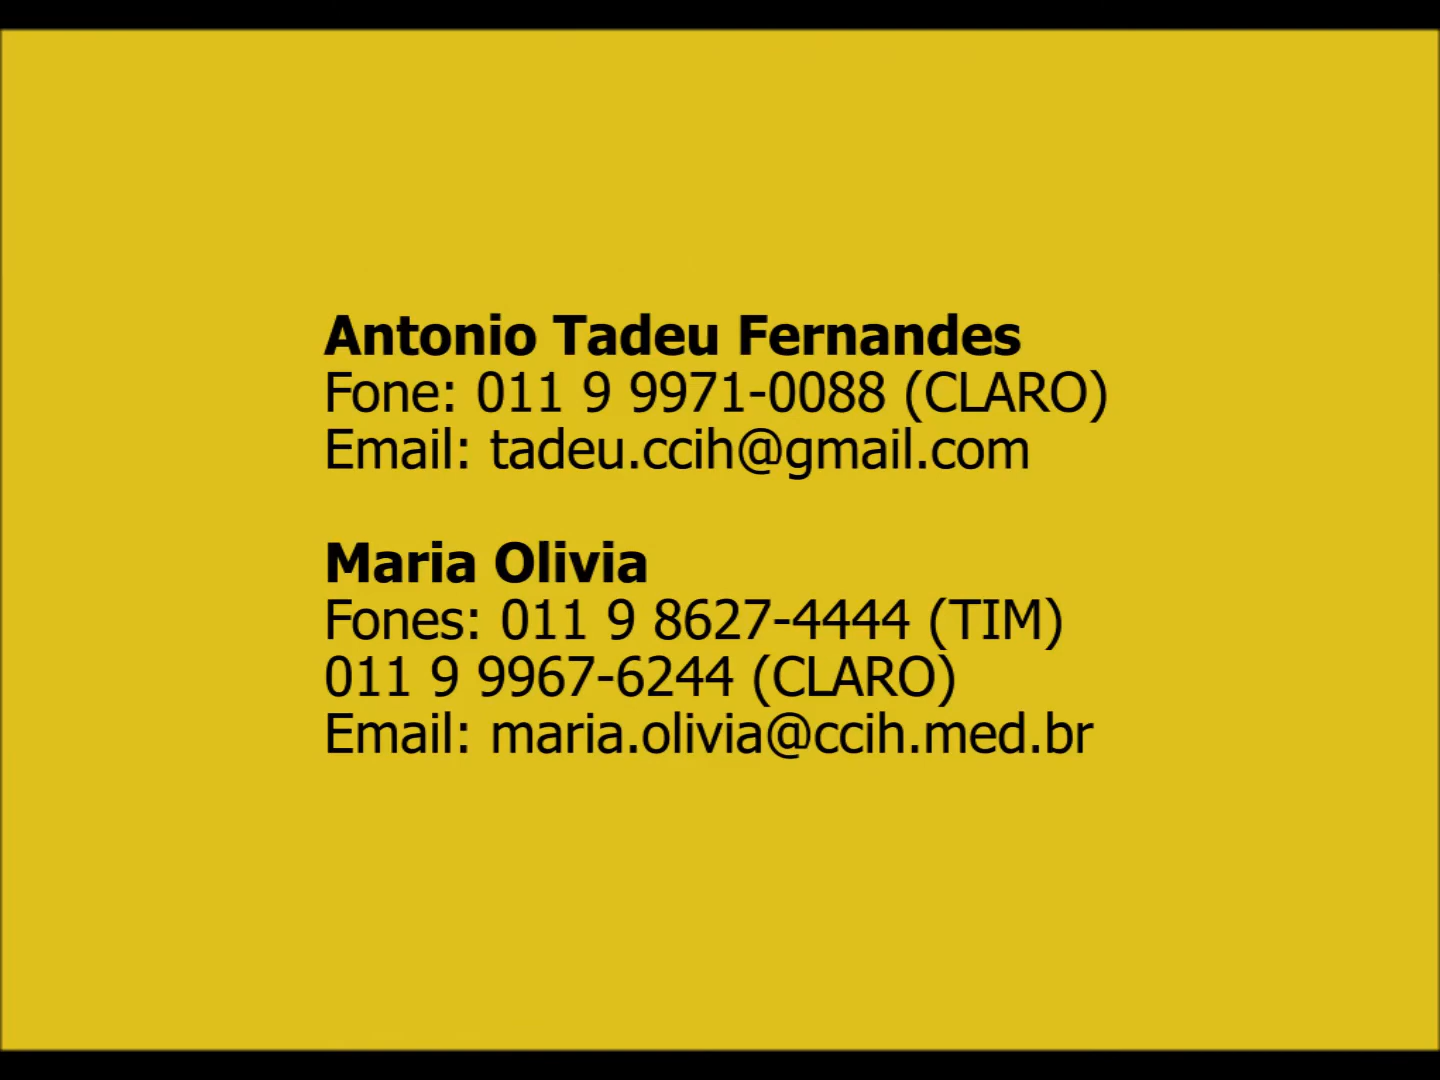 Antonio Tadeu Fernandes
Fone: 011 9 9971-0088 (CLARO)
Email: tadeu.ccih@gmail.com
Maria Olivia
Fones: 011 9 8627-4444 (TIM)
011 9 9967-6244 (CLARO)
Email: maria.olivia@ccih.med.br